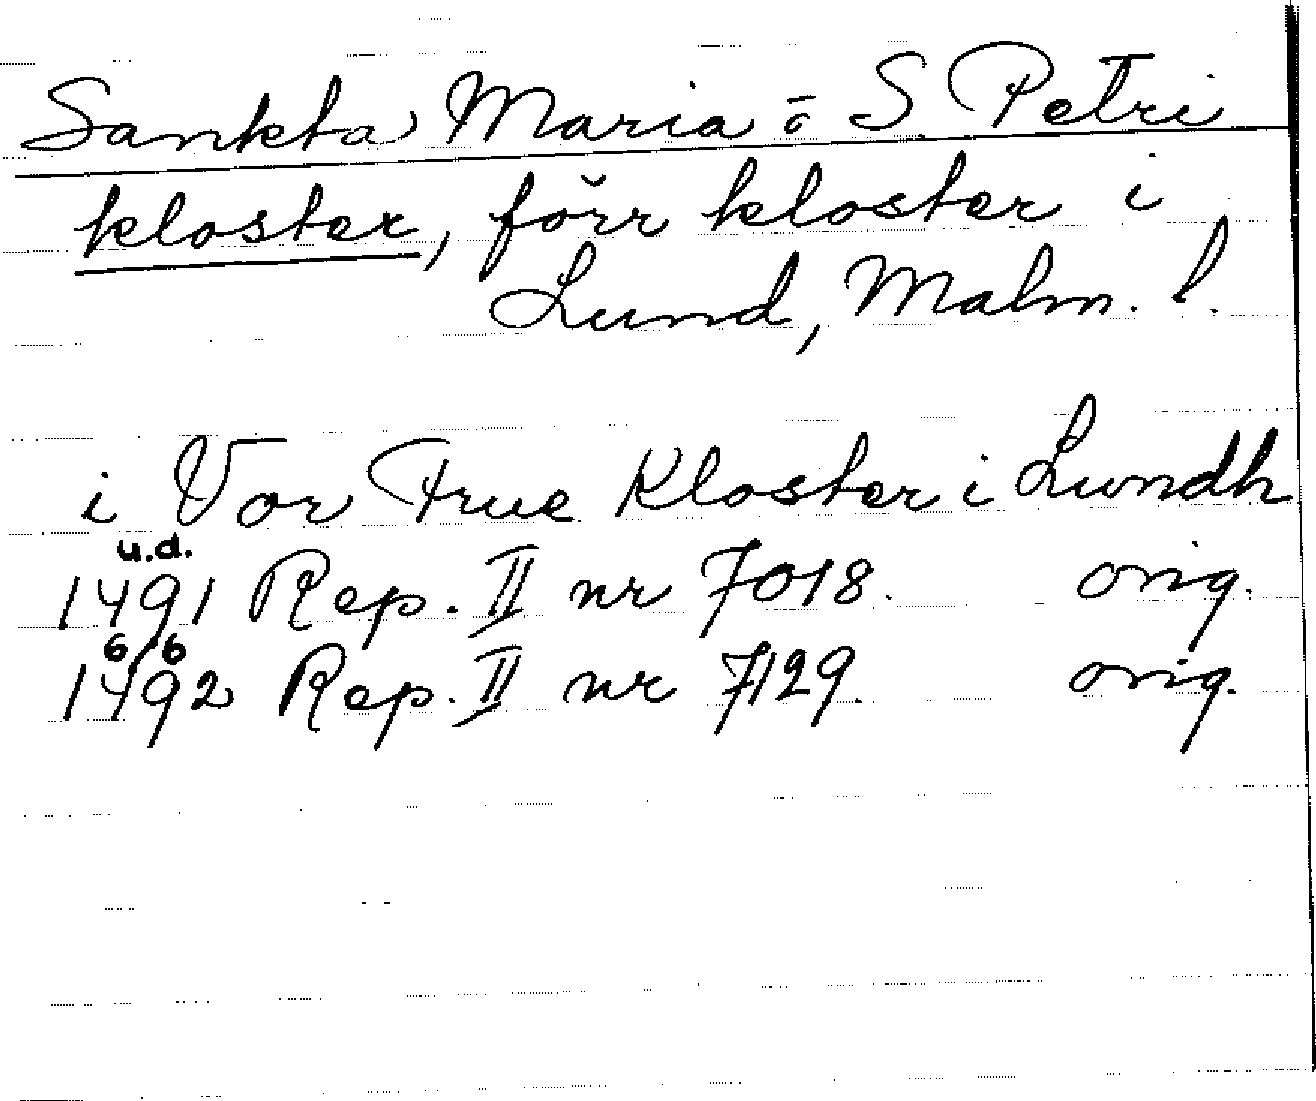 Sankta Maria ō S. Petri
kloster, förr kloster i
Lund, Malm. l.
i Vor Frue Kloster i Lundh
u.d.
1491 Rep. II nr 7018. orig.
6/6
1492 Rep. II nr 7129. orig.